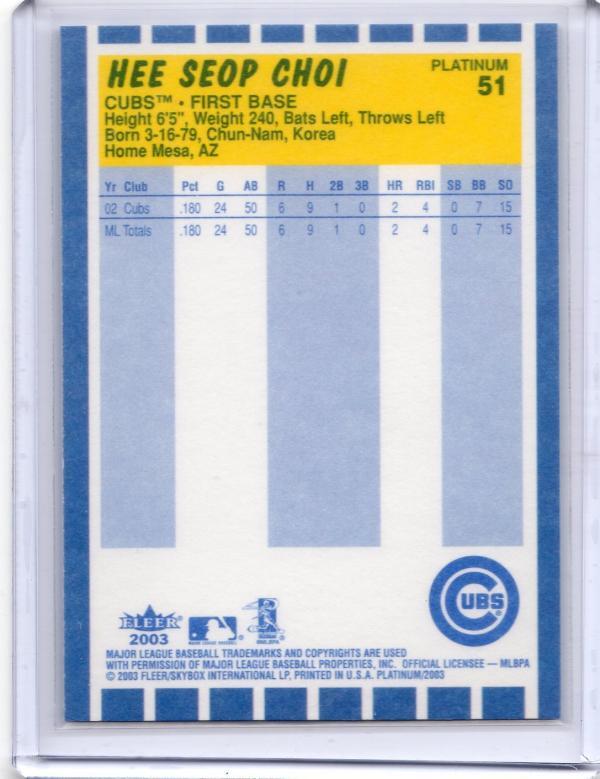 HEE SEOP CHOI
PLATINUM
51
CUBS™ • FIRST BASE
Height 6'5", Weight 240, Bats Left, Throws Left
Born 3-16-79, Chun-Nam, Korea
Home Mesa, AZ
Yr Club Pct G AB R H 2B 3B HR RBI SB BB SO
02 Cubs .180 24 50 6 9 1 0 2 4 0 7 15
ML Totals .180 24 50 6 9 1 0 2 4 0 7 15
CUBS
®
FLEER
2003
MAJOR LEAGUE BASEBALL TRADEMARKS AND COPYRIGHTS ARE USED
WITH PERMISSION OF MAJOR LEAGUE BASEBALL PROPERTIES, INC. OFFICIAL LICENSEE — MLBPA
© 2003 FLEER/SKYBOX INTERNATIONAL LP, PRINTED IN U.S.A. PLATINUM/2003